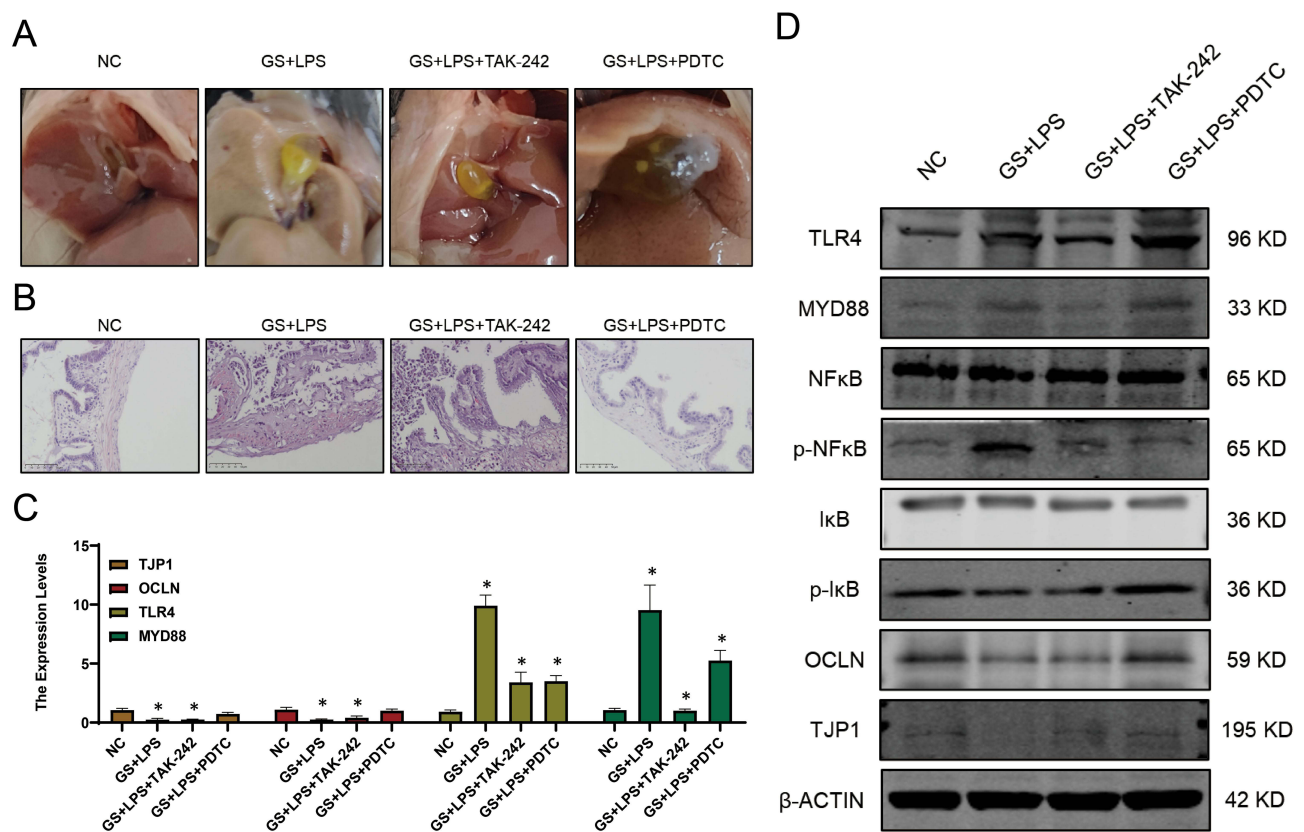 A
NC
GS+LPS
GS+LPS+TAK-242
GS+LPS+PDTC
B
NC
GS+LPS
GS+LPS+TAK-242
GS+LPS+PDTC
C
The Expression Levels
15
10
5
0
TJP1
OCLN
TLR4
MYD88
* * * * * * * * * *
NC
GS+LPS
GS+LPS+TAK-242
GS+LPS+PDTC
NC
GS+LPS
GS+LPS+TAK-242
GS+LPS+PDTC
NC
GS+LPS
GS+LPS+TAK-242
GS+LPS+PDTC
NC
GS+LPS
GS+LPS+TAK-242
GS+LPS+PDTC
D
NC
GS+LPS
GS+LPS+TAK-242
GS+LPS+PDTC
TLR4 96 KD
MYD88 33 KD
NFκB 65 KD
p-NFκB 65 KD
IκB 36 KD
p-IκB 36 KD
OCLN 59 KD
TJP1 195 KD
β-ACTIN 42 KD